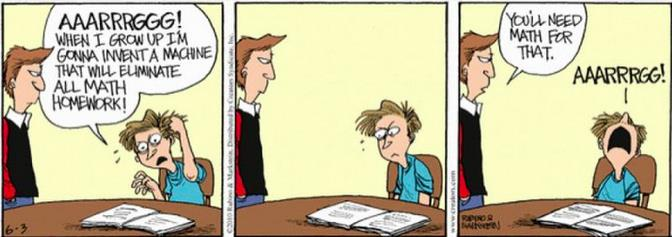 AAARRRGGG!
WHEN I GROW UP I'M
GONNA INVENT A MACHINE
THAT WILL ELIMINATE
ALL MATH
HOMEWORK!
6-3
©2010 Rubino & Markstein, Distributed by Creators Syndicate, Inc.
YOU'LL NEED
MATH FOR
THAT.
AAARRRGG!
www.creators.com
RUBINO &
MARKSTEIN